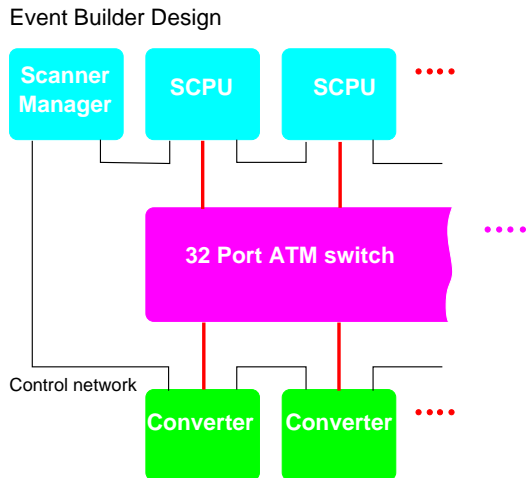 Event Builder Design
Scanner
Manager
SCPU
SCPU
32 Port ATM switch
Control network
Converter
Converter